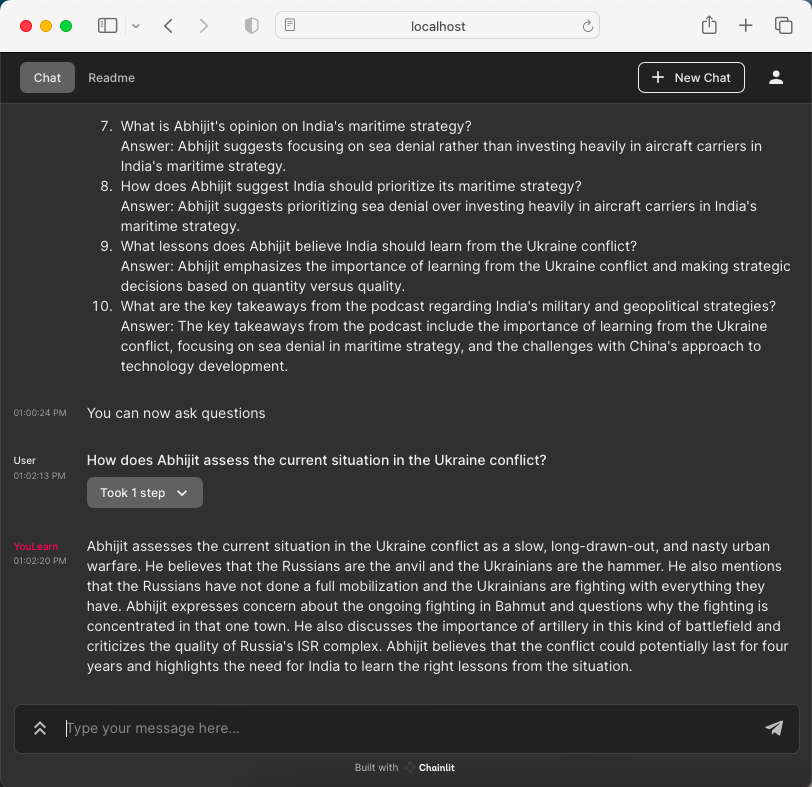 localhost
Chat
Readme
New Chat
7. What is Abhijit's opinion on India's maritime strategy?
Answer: Abhijit suggests focusing on sea denial rather than investing heavily in aircraft carriers in
India's maritime strategy.
8. How does Abhijit suggest India should prioritize its maritime strategy?
Answer: Abhijit suggests prioritizing sea denial over investing heavily in aircraft carriers in India's
maritime strategy.
9. What lessons does Abhijit believe India should learn from the Ukraine conflict?
Answer: Abhijit emphasizes the importance of learning from the Ukraine conflict and making strategic
decisions based on quantity versus quality.
10. What are the key takeaways from the podcast regarding India's military and geopolitical strategies?
Answer: The key takeaways from the podcast include the importance of learning from the Ukraine
conflict, focusing on sea denial in maritime strategy, and the challenges with China's approach to
technology development.
01:00:24 PM You can now ask questions
User How does Abhijit assess the current situation in the Ukraine conflict?
01:02:13 PM
Took 1 step
YouLearn Abhijit assesses the current situation in the Ukraine conflict as a slow, long-drawn-out, and nasty urban
01:02:20 PM warfare. He believes that the Russians are the anvil and the Ukrainians are the hammer. He also mentions
that the Russians have not done a full mobilization and the Ukrainians are fighting with everything they
have. Abhijit expresses concern about the ongoing fighting in Bahmut and questions why the fighting is
concentrated in that one town. He also discusses the importance of artillery in this kind of battlefield and
criticizes the quality of Russia's ISR complex. Abhijit believes that the conflict could potentially last for four
years and highlights the need for India to learn the right lessons from the situation.
Type your message here...
Built with Chainlit